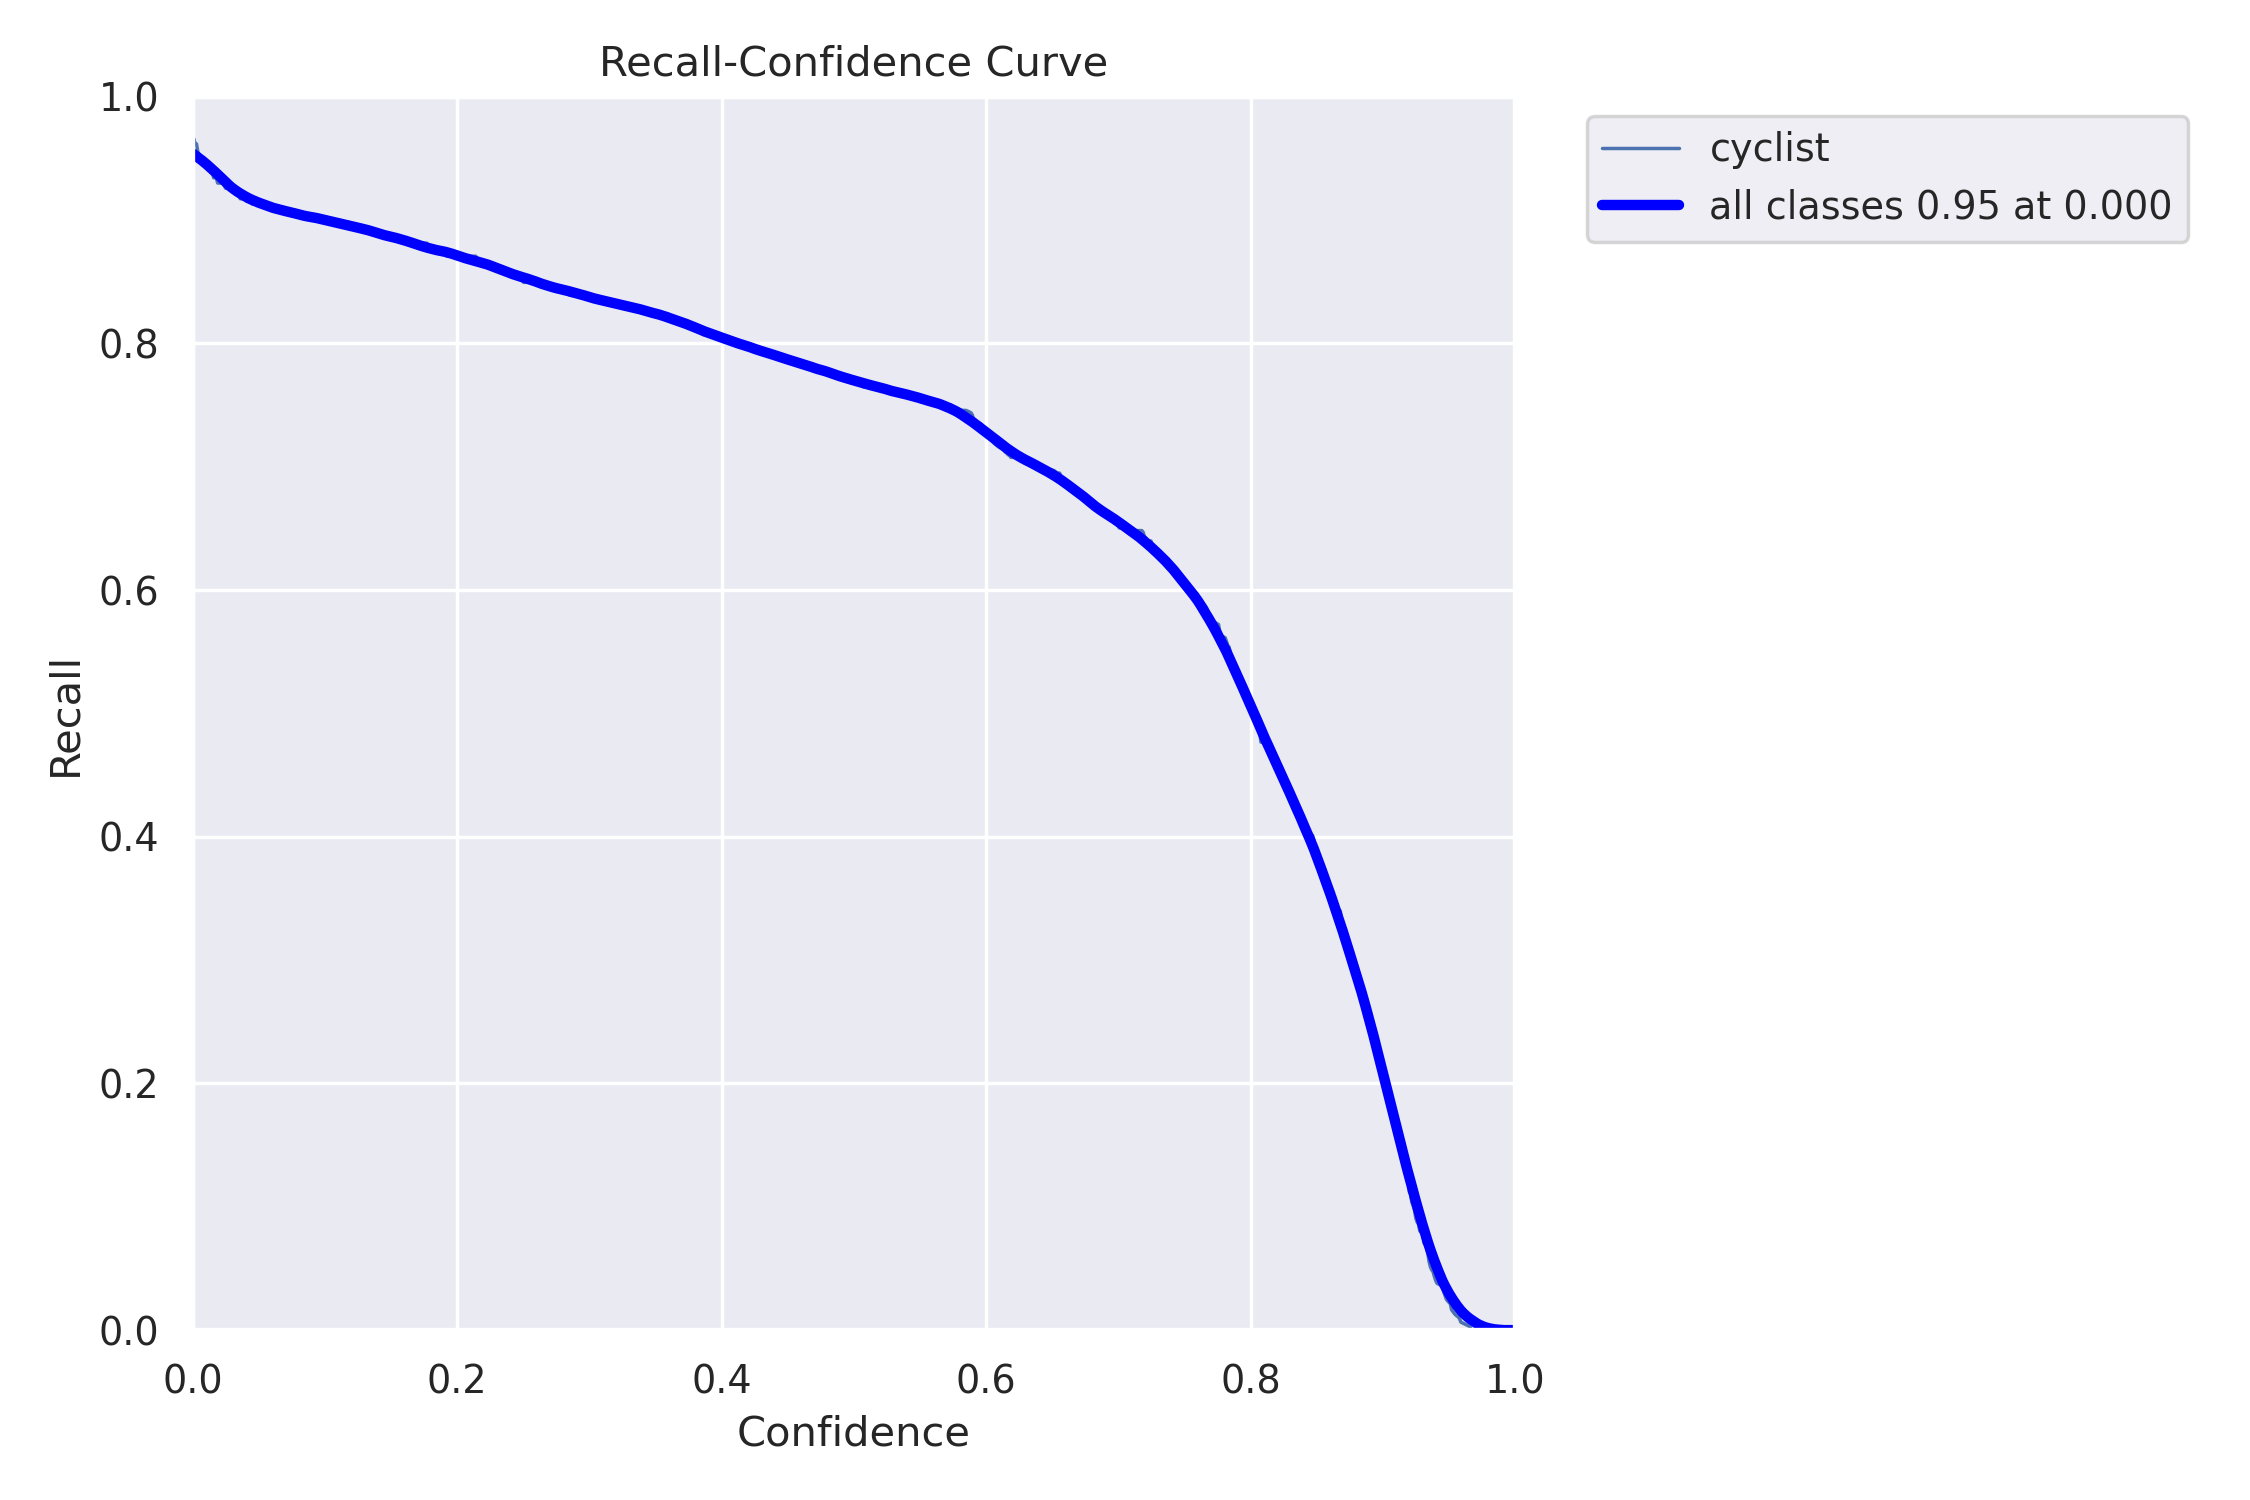 Recall-Confidence Curve
1.0
0.8
0.6
0.4
0.2
0.0
Recall
0.0 0.2 0.4 0.6 0.8 1.0
Confidence
cyclist
all classes 0.95 at 0.000